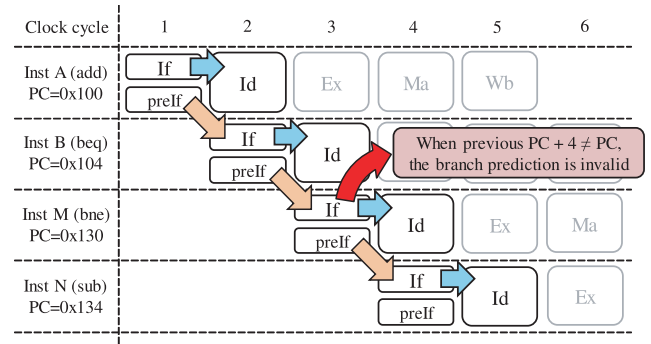 Clock cycle 1 2 3 4 5 6
If
Inst A (add) Id Ex Ma Wb
PC=0x100
preIf
If
Inst B (beq) Id When previous PC + 4 ≠ PC,
PC=0x104 the branch prediction is invalid
preIf
If
Inst M (bne) Id Ex Ma
PC=0x130
preIf
If
Inst N (sub) Id Ex
PC=0x134
preIf